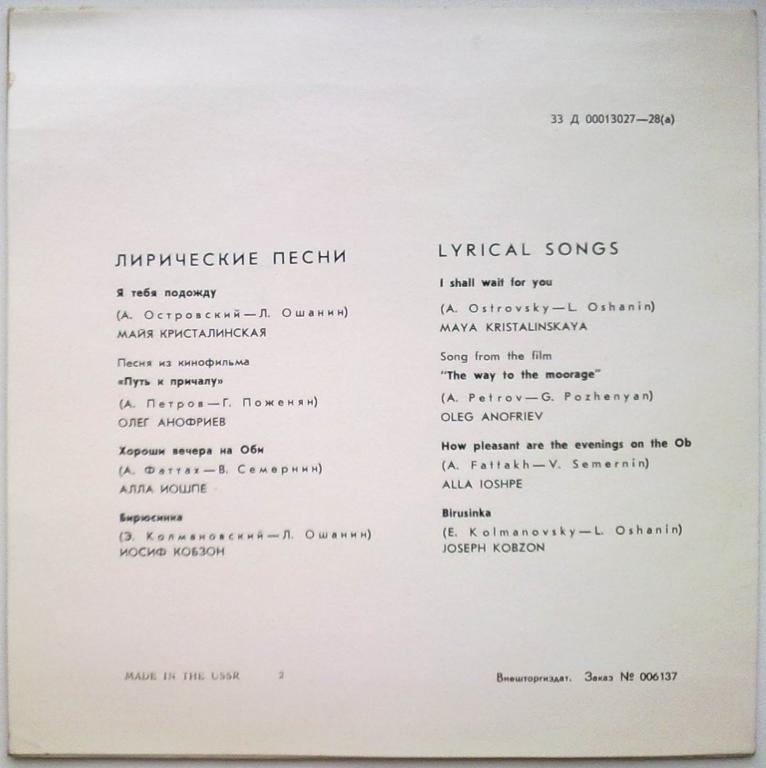 33 Д 00013027—28(а)
ЛИРИЧЕСКИЕ ПЕСНИ
Я тебя подожду
(А. Островский—Л. Ошанин)
МАЙЯ КРИСТАЛИНСКАЯ
Песня из кинофильма
«Путь к причалу»
(А. Петров—Г. Поженян)
ОЛЕГ АНОФРИЕВ
Хороши вечера на Оби
(А. Фаттах—В. Семернин)
АЛЛА ИОШПЕ
Бирюсинка
(Э. Колмановский—Л. Ошанин)
ИОСИФ КОБЗОН
LYRICAL SONGS
I shall wait for you
(A. Ostrovsky—L. Oshanin)
MAYA KRISTALINSKAYA
Song from the film
"The way to the moorage"
(A. Petrov—G. Pozhenyan)
OLEG ANOFRIEV
How pleasant are the evenings on the Ob
(A. Fattakh—V. Semernin)
ALLA IOSHPE
Birusinka
(E. Kolmanovsky—L. Oshanin)
JOSEPH KOBZON
MADE IN THE USSR 2
Внешторгиздат. Заказ № 006137